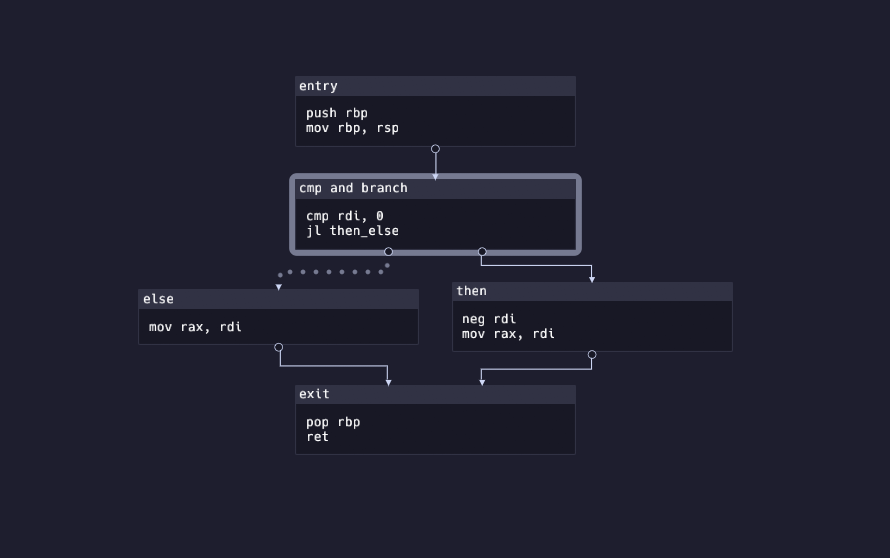 entry
push rbp
mov rbp, rsp
cmp and branch
cmp rdi, 0
jl then_else
else
mov rax, rdi
then
neg rdi
mov rax, rdi
exit
pop rbp
ret